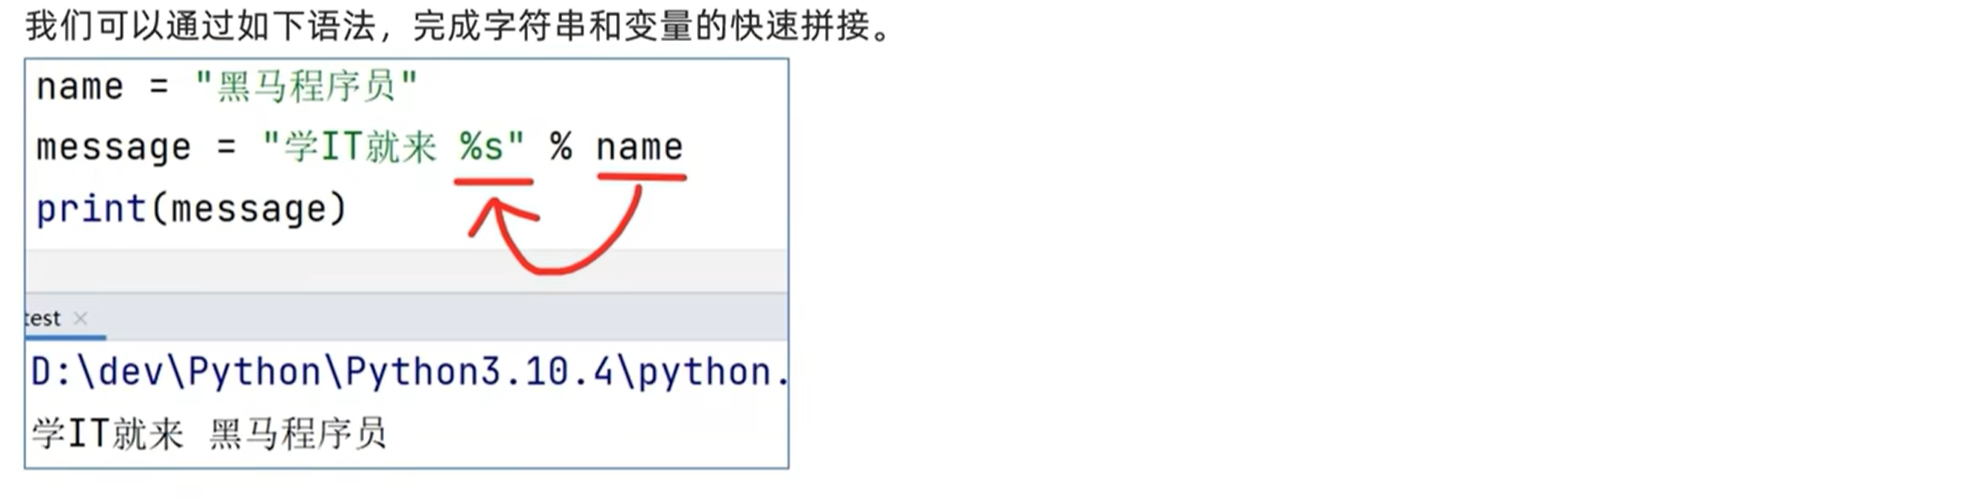 我们可以通过如下语法，完成字符串和变量的快速拼接。
name = "黑马程序员"
message = "学IT就来 %s" % name
print(message)
test ×
D:\dev\Python\Python3.10.4\python.
学IT就来 黑马程序员